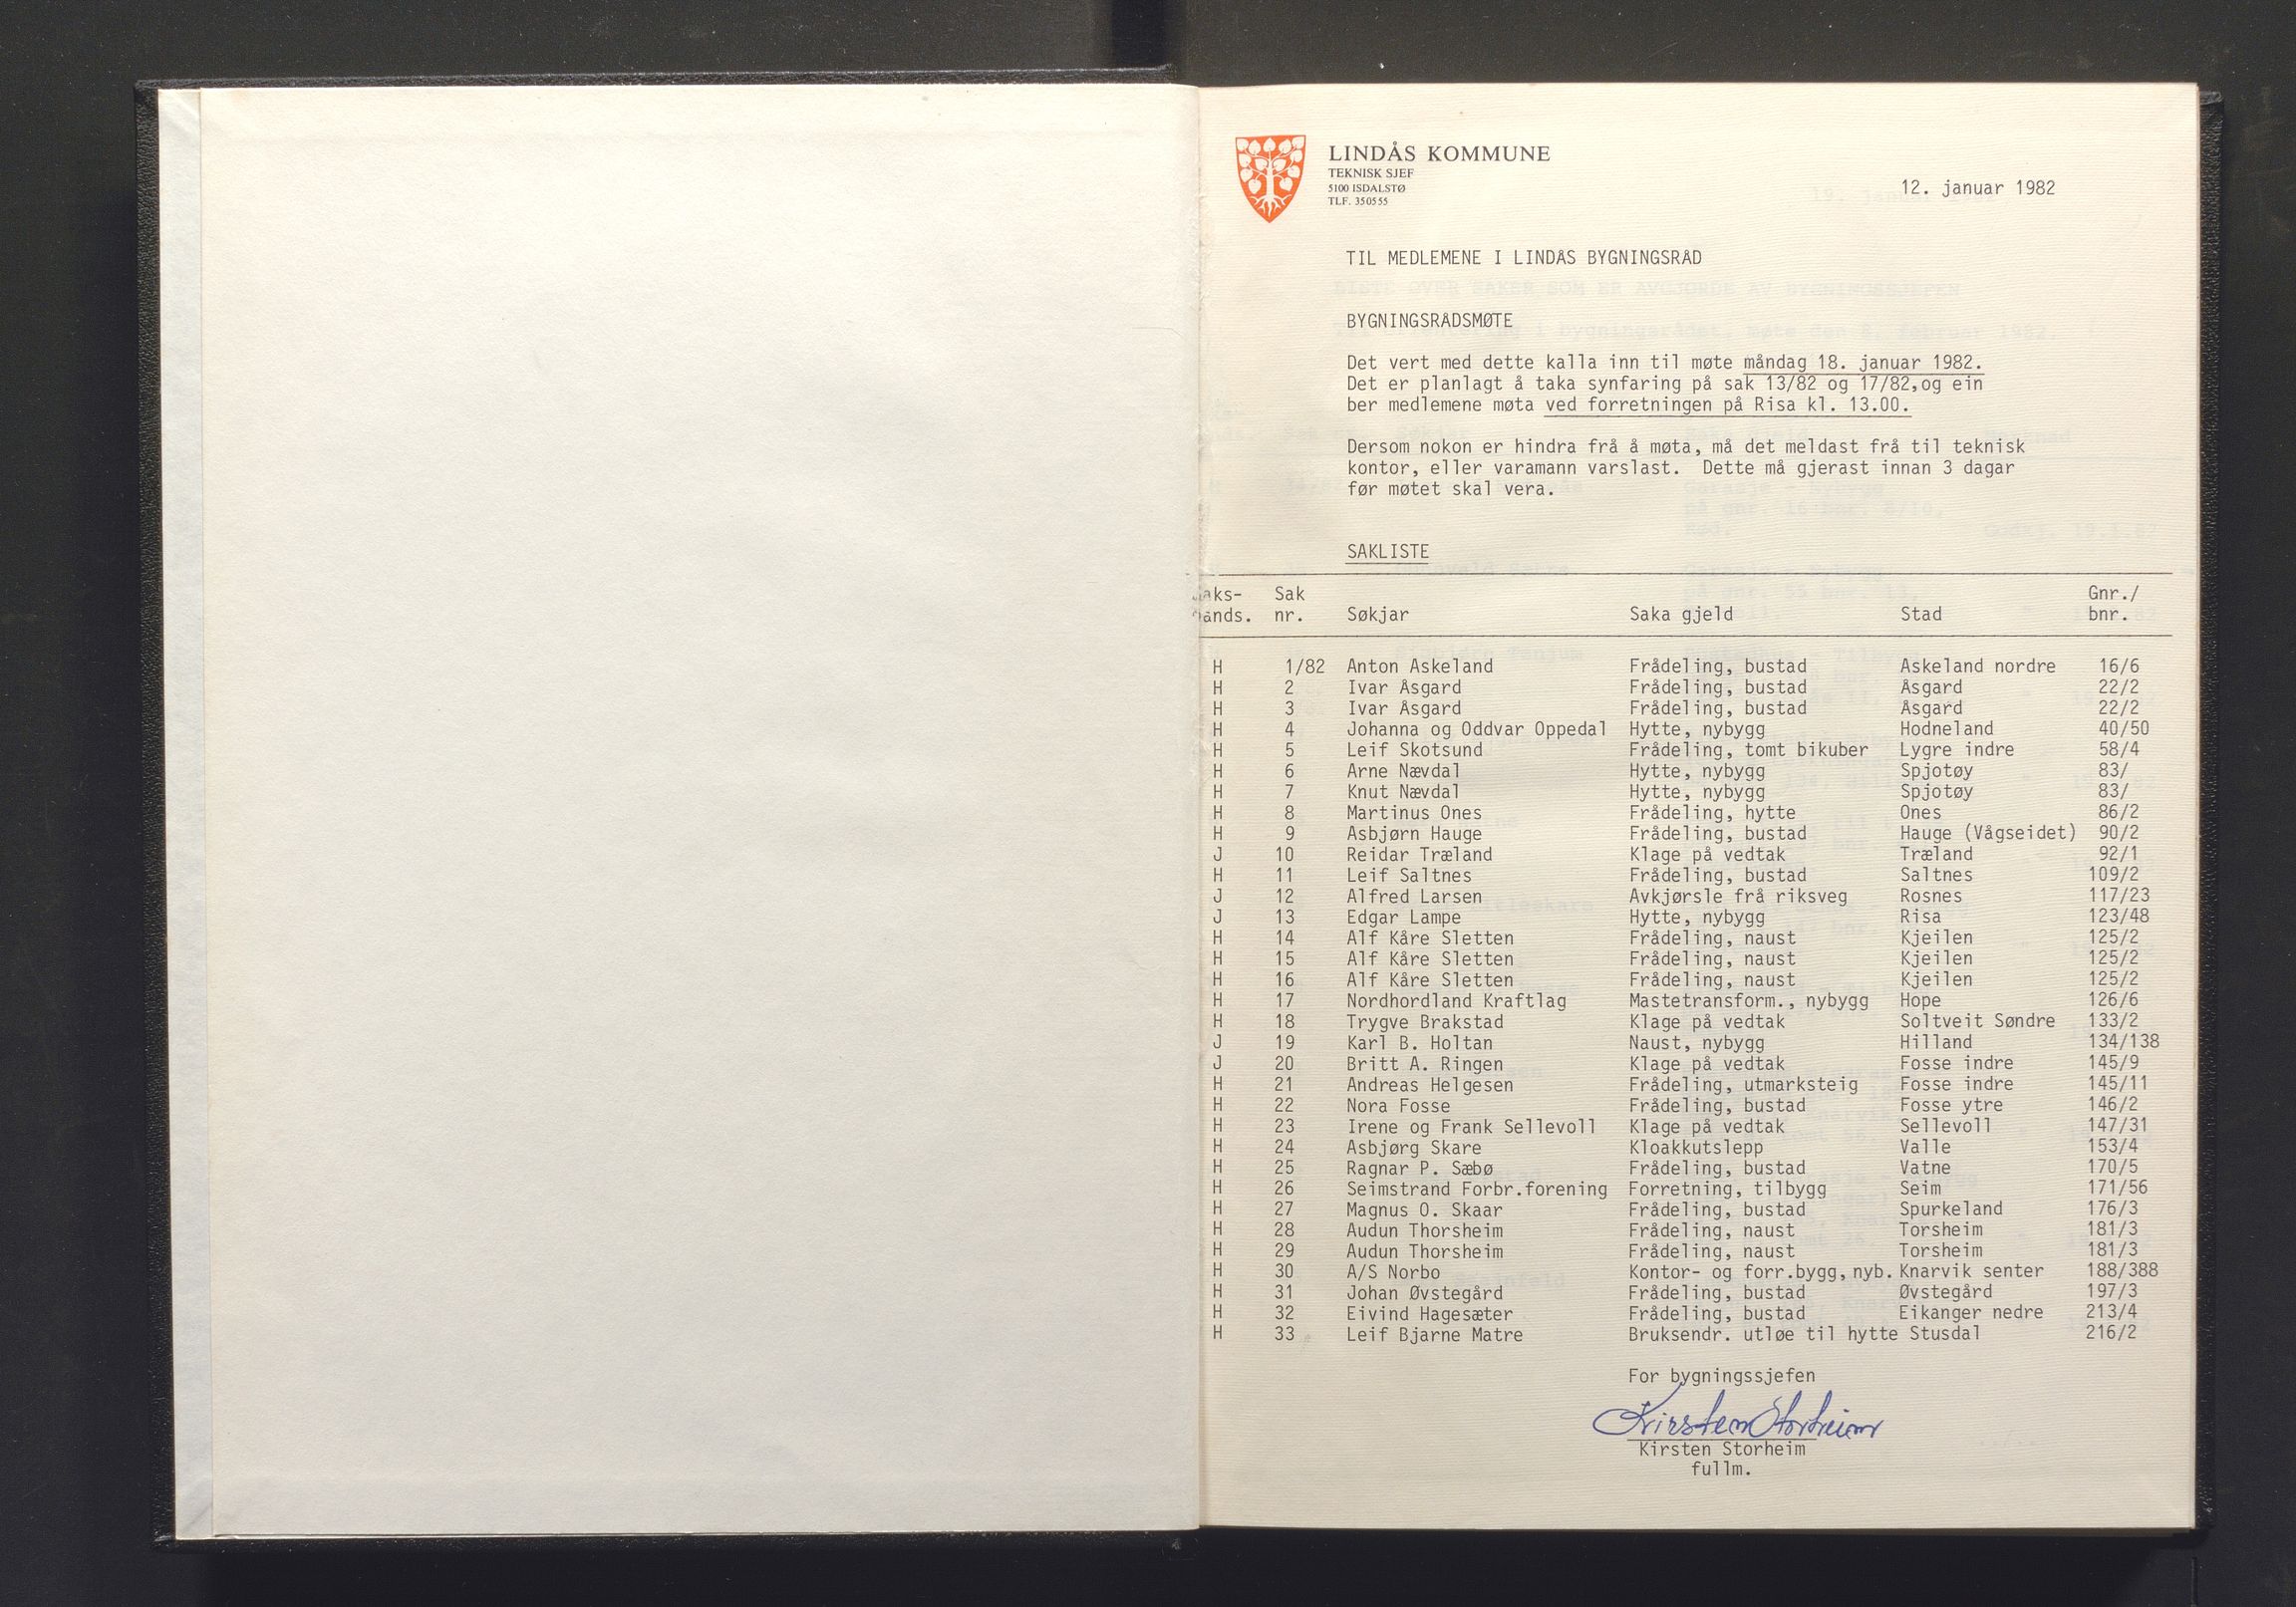 LINDÅS KOMMUNE
TEKNISK SJEF
5100 ISDALSTØ
TLF. 350555
12. januar 1982
TIL MEDLEMENE I LINDÅS BYGNINGSRÅD
BYGNINGSRÅDSMØTE
Det vert med dette kalla inn til møte måndag 18. januar 1982.
Det er planlagt å taka synfaring på sak 13/82 og 17/82,og ein
ber medlemene møta ved forretningen på Risa kl. 13.00.
Dersom nokon er hindra frå å møta, må det meldast frå til teknisk
kontor, eller varamann varslast. Dette må gjerast innan 3 dagar
før møtet skal vera.
SAKLISTE
Saks- Sak Gnr./
hands. nr. Søkjar Saka gjeld Stad bnr.
H 1/82 Anton Askeland Frådeling, bustad Askeland nordre 16/6
H 2 Ivar Åsgard Frådeling, bustad Åsgard 22/2
H 3 Ivar Åsgard Frådeling, bustad Åsgard 22/2
H 4 Johanna og Oddvar Oppedal Hytte, nybygg Hodneland 40/50
H 5 Leif Skotsund Frådeling, tomt bikuber Lygre indre 58/4
H 6 Arne Nævdal Hytte, nybygg Spjotøy 83/
H 7 Knut Nævdal Hytte, nybygg Spjotøy 83/
H 8 Martinus Ones Frådeling, hytte Ones 86/2
H 9 Asbjørn Hauge Frådeling, bustad Hauge (Vågseidet) 90/2
J 10 Reidar Træland Klage på vedtak Træland 92/1
H 11 Leif Saltnes Frådeling, bustad Saltnes 109/2
J 12 Alfred Larsen Avkjørsle frå riksveg Rosnes 117/23
J 13 Edgar Lampe Hytte, nybygg Risa 123/48
H 14 Alf Kåre Sletten Frådeling, naust Kjeilen 125/2
H 15 Alf Kåre Sletten Frådeling, naust Kjeilen 125/2
H 16 Alf Kåre Sletten Frådeling, naust Kjeilen 125/2
H 17 Nordhordland Kraftlag Mastetransform., nybygg Hope 126/6
H 18 Trygve Brakstad Klage på vedtak Soltveit Søndre 133/2
J 19 Karl B. Holtan Naust, nybygg Hilland 134/138
J 20 Britt A. Ringen Klage på vedtak Fosse indre 145/9
H 21 Andreas Helgesen Frådeling, utmarksteig Fosse indre 145/11
H 22 Nora Fosse Frådeling, bustad Fosse ytre 146/2
H 23 Irene og Frank Sellevoll Klage på vedtak Sellevoll 147/31
H 24 Asbjørg Skare Kloakkutslepp Valle 153/4
H 25 Ragnar P. Sæbø Frådeling, bustad Vatne 170/5
H 26 Seimstrand Forbr.forening Forretning, tilbygg Seim 171/56
H 27 Magnus O. Skaar Frådeling, bustad Spurkeland 176/3
H 28 Audun Thorsheim Frådeling, naust Torsheim 181/3
H 29 Audun Thorsheim Frådeling, naust Torsheim 181/3
H 30 A/S Norbo Kontor- og forr.bygg, nyb. Knarvik senter 188/388
H 31 Johan Øvstegård Frådeling, bustad Øvstegård 197/3
H 32 Eivind Hagesæter Frådeling, bustad Eikanger nedre 213/4
H 33 Leif Bjarne Matre Bruksendr. utløe til hytte Stusdal 216/2
For bygningssjefen
Kirsten Storheim
Kirsten Storheim
fullm.